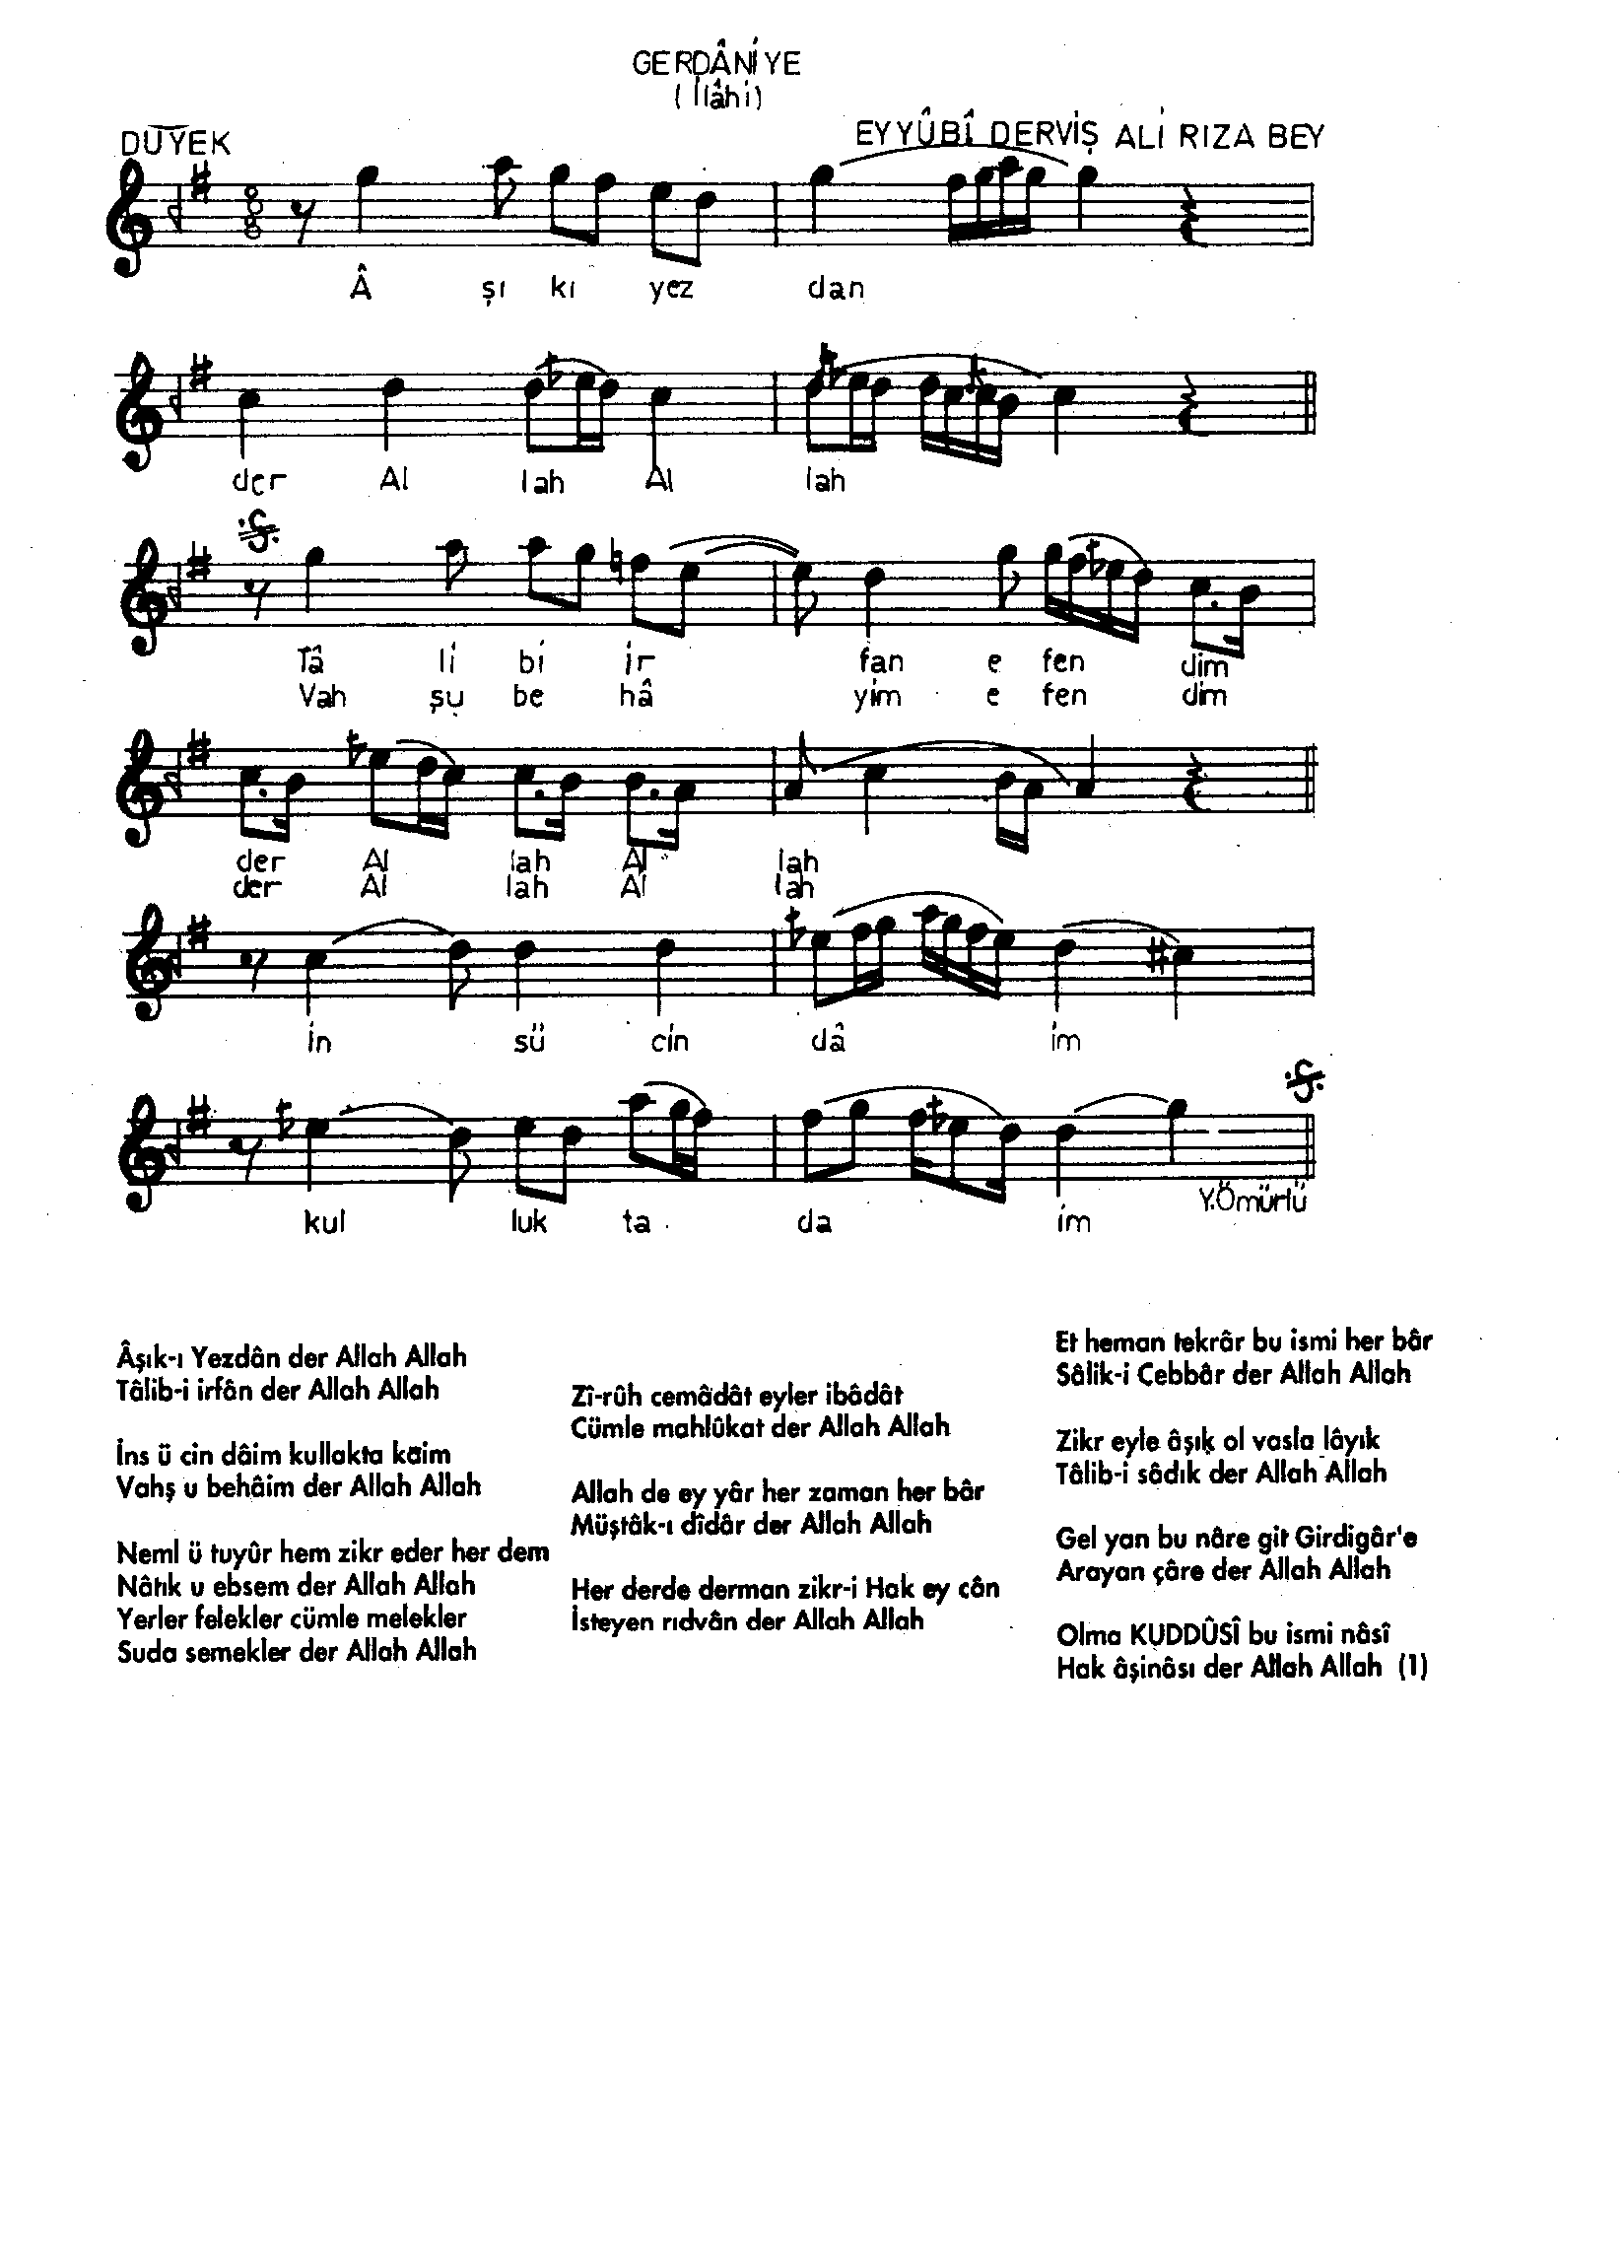 GERDÂNİYE
(İlâhi)
DÜYEK
EYYÛBÎ DERVİŞ ALİ RIZA BEY
8
8
 şı kı yez dan
der Al lah Al lah
Tâ li bi ir fan e fen dim
Vah şu be hâ yim e fen dim
der Al lah Al lah
der Al lah Al lah
in sü cin dâ im
kul luk ta da im
Y.Ömürlü
Âşık-ı Yezdân der Allah Allah
Tâlib-i irfân der Allah Allah
İns ü cin dâim kullakta kaim
Vahş u behâim der Allah Allah
Neml ü tuyûr hem zikr eder her dem
Nâtık u ebsem der Allah Allah
Yerler felekler cümle melekler
Suda semekler der Allah Allah
Zî-rûh cemâdât eyler ibâdât
Cümle mahlûkat der Allah Allah
Allah de ey yâr her zaman her bâr
Müştâk-ı dîdâr der Allah Allah
Her derde derman zikr-i Hak ey cân
İsteyen rıdvân der Allah Allah
Et heman tekrâr bu ismi her bâr
Sâlik-i Cebbâr der Allah Allah
Zikr eyle âşık ol vasla lâyık
Tâlib-i sâdık der Allah Allah
Gel yan bu nâre git Girdigâr'e
Arayan çâre der Allah Allah
Olma KUDDÛSÎ bu ismi nâsî
Hak âşinâsı der Allah Allah (1)